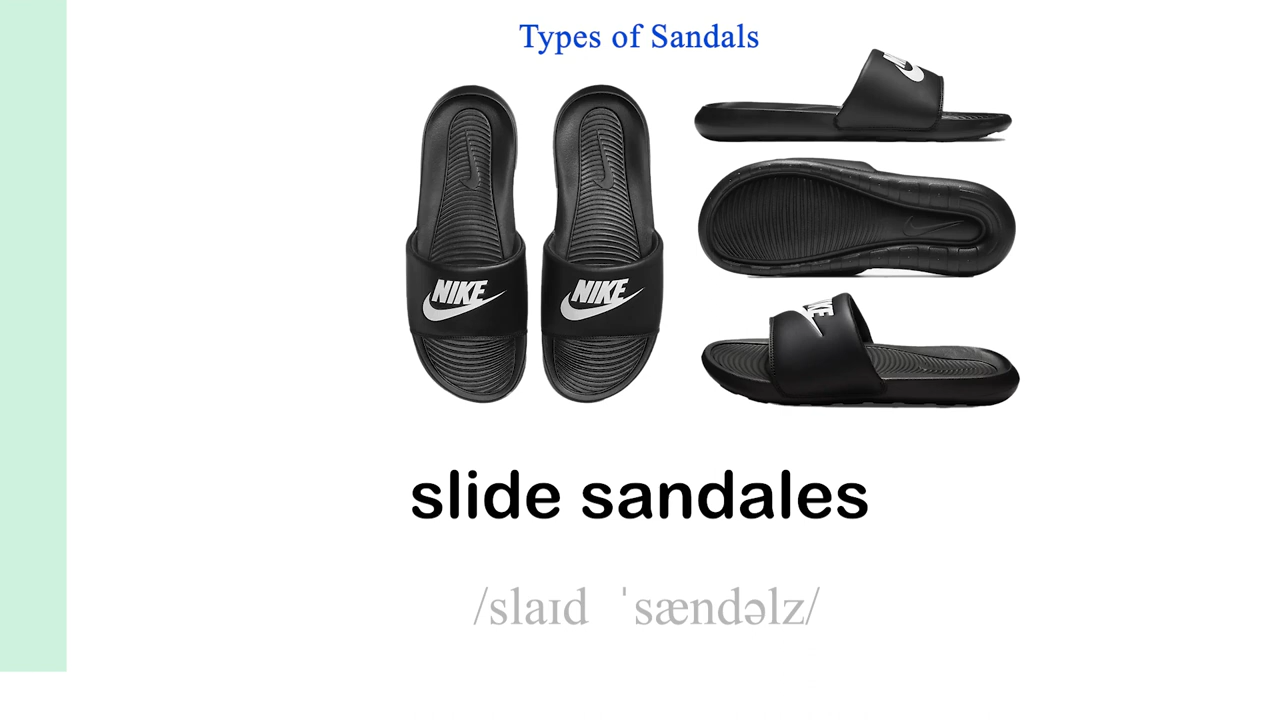 Types of Sandals
NIKE
NIKE
slide sandales
/slaɪd ˈsændəlz/